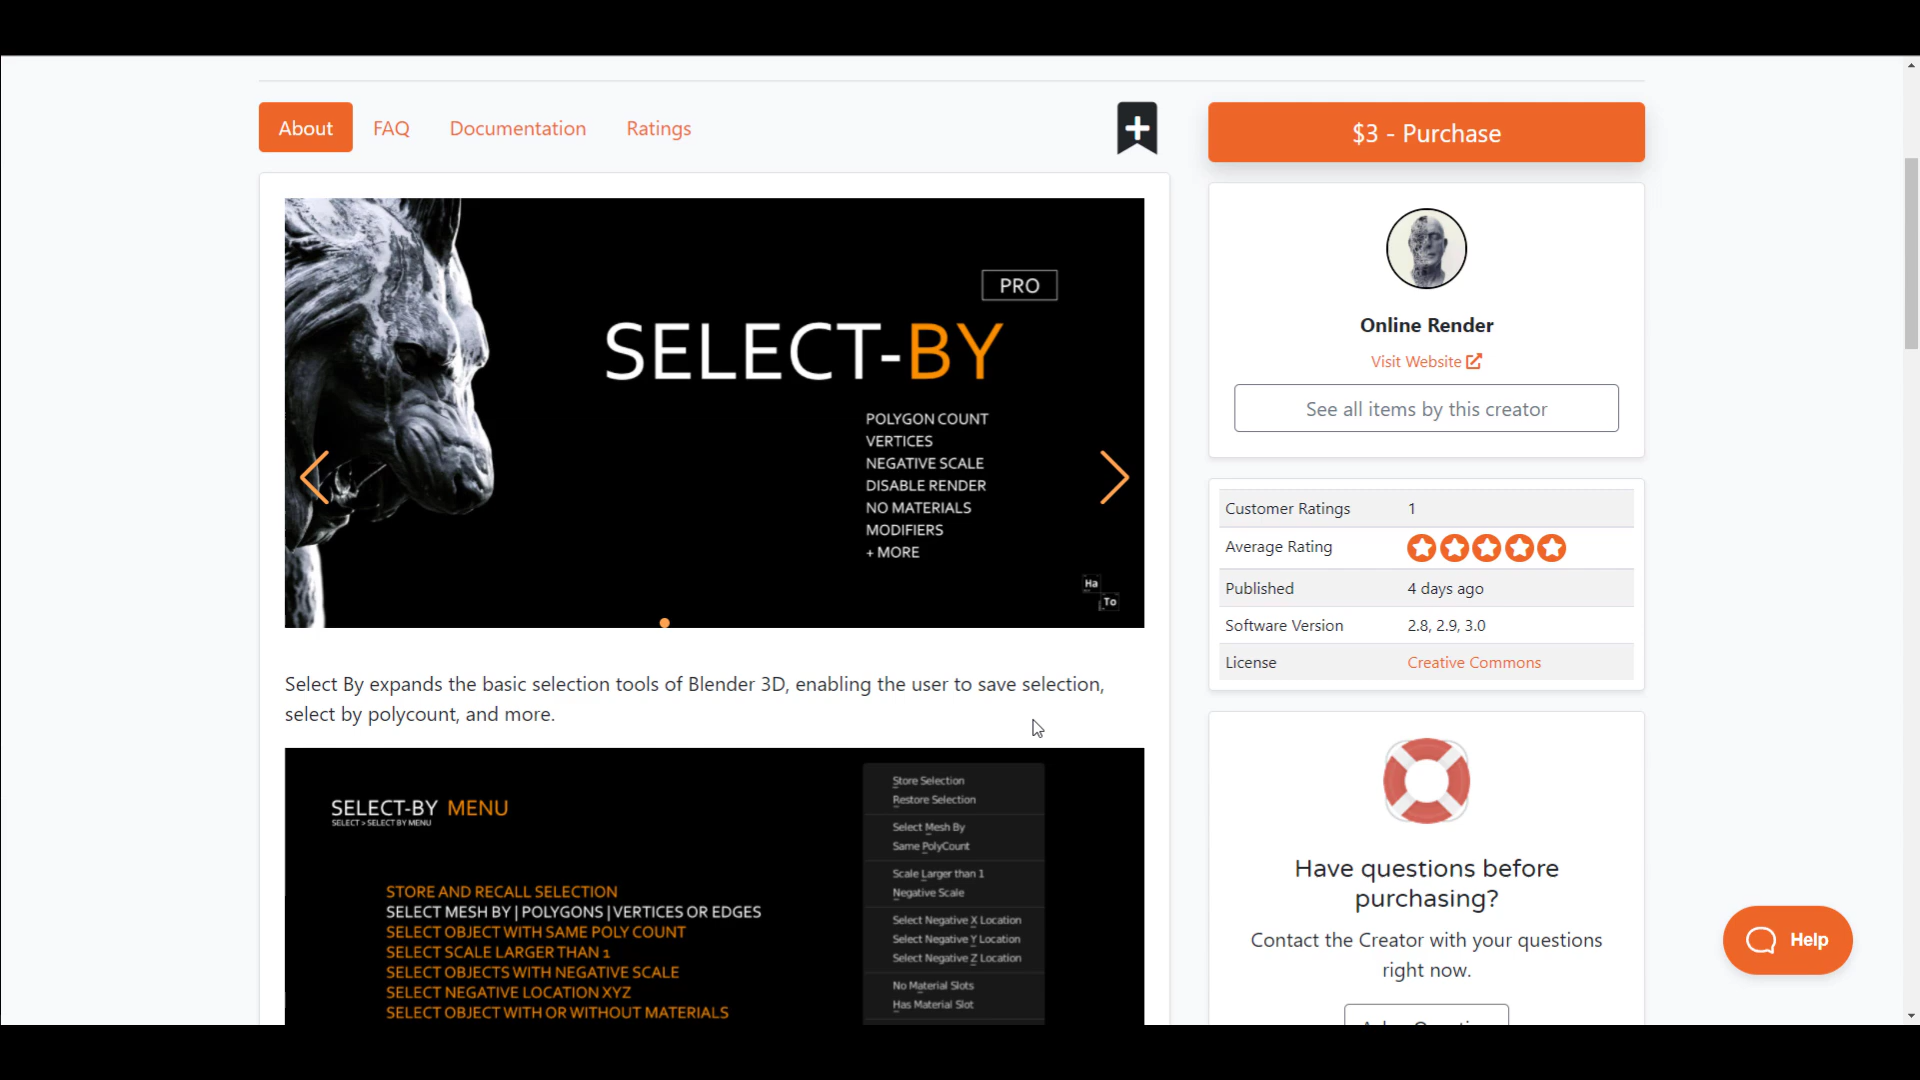 About
FAQ
Documentation
Ratings
$3 - Purchase
PRO
SELECT-BY
POLYGON COUNT
VERTICES
NEGATIVE SCALE
DISABLE RENDER
NO MATERIALS
MODIFIERS
+ MORE
Ha
To
Online Render
Visit Website
See all items by this creator
Customer Ratings 1
Average Rating
Published 4 days ago
Software Version 2.8, 2.9, 3.0
License Creative Commons
Select By expands the basic selection tools of Blender 3D, enabling the user to save selection,
select by polycount, and more.
SELECT-BY MENU
SELECT > SELECT BY MENU
STORE AND RECALL SELECTION
SELECT MESH BY | POLYGONS | VERTICES OR EDGES
SELECT OBJECT WITH SAME POLY COUNT
SELECT SCALE LARGER THAN 1
SELECT OBJECTS WITH NEGATIVE SCALE
SELECT NEGATIVE LOCATION XYZ
SELECT OBJECT WITH OR WITHOUT MATERIALS
Store Selection
Restore Selection
Select Mesh By
Same PolyCount
Scale Larger than 1
Negative Scale
Select Negative X Location
Select Negative Y Location
Select Negative Z Location
No Material Slots
Has Material Slot
Have questions before
purchasing?
Contact the Creator with your questions
right now.
Help